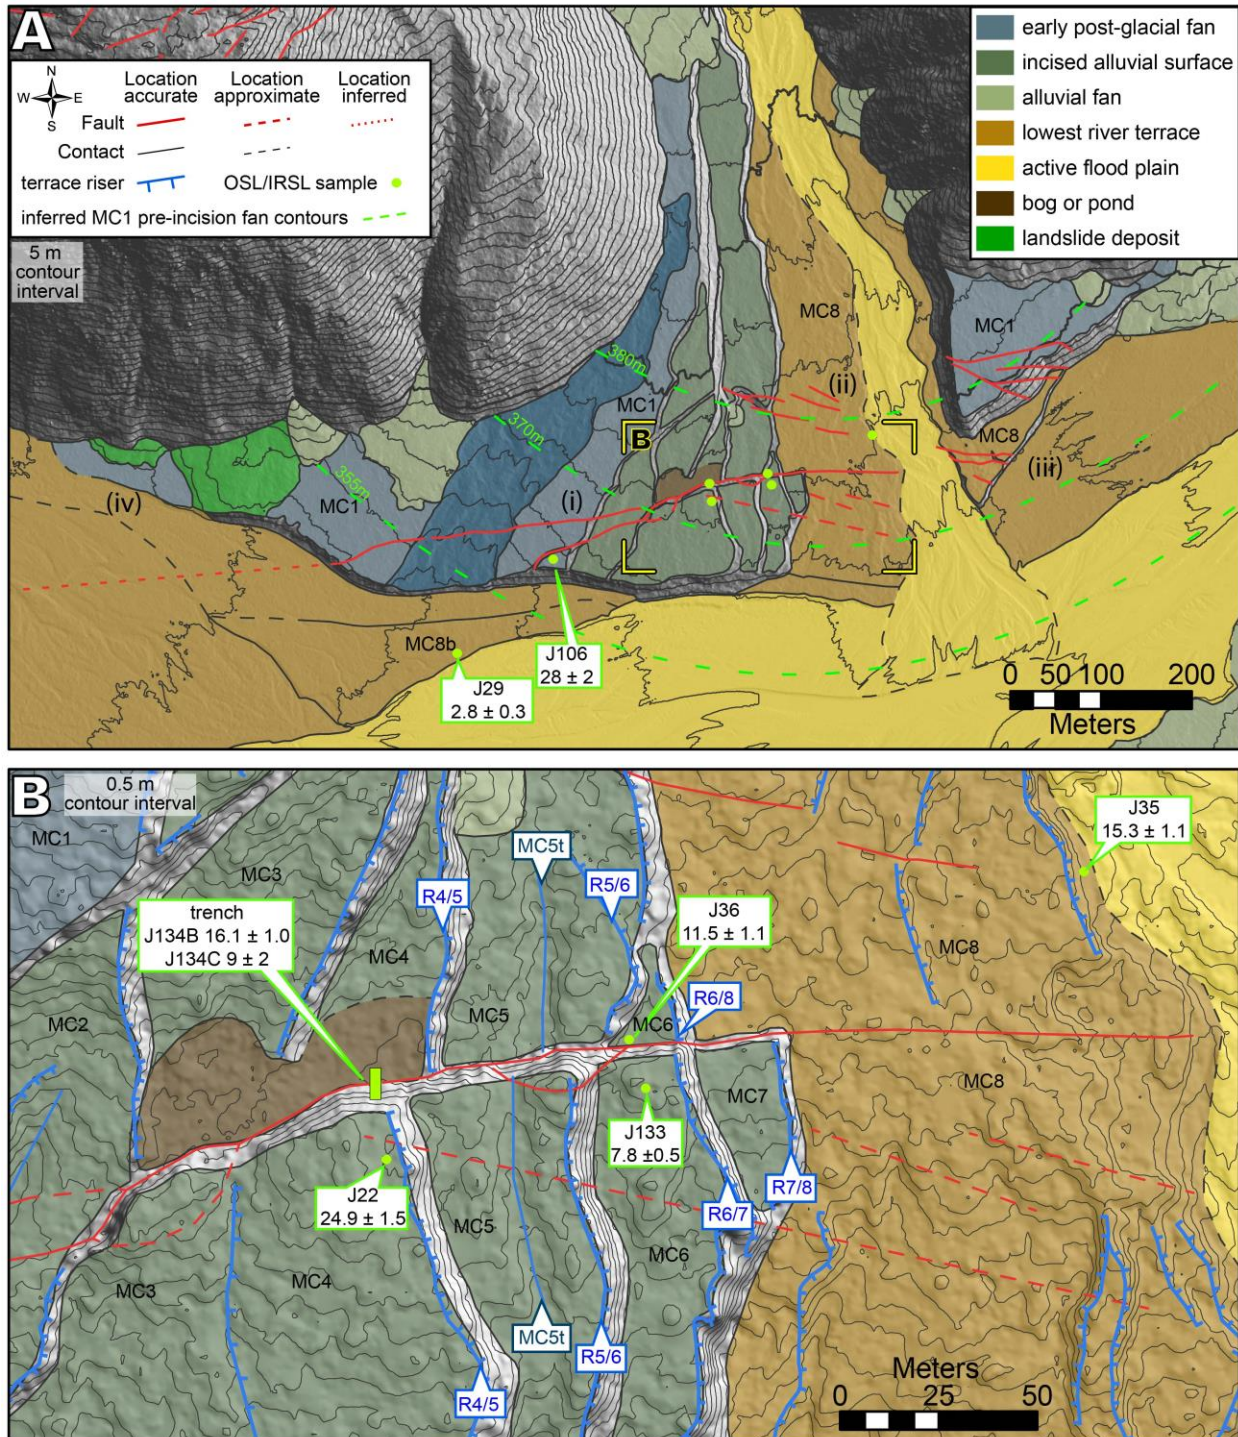 A
N
W E
S
Location accurate
Location approximate
Location inferred
Fault
Contact
terrace riser
OSL/IRSL sample
inferred MC1 pre-incision fan contours
5 m
contour
interval
early post-glacial fan
incised alluvial surface
alluvial fan
lowest river terrace
active flood plain
bog or pond
landslide deposit
MC8
MC1
380m
(ii)
MC1
370m
B
MC8
(iii)
355m
(iv)
MC1
(i)
MC8b
J106
28 ± 2
J29
2.8 ± 0.3
0 50 100 200
Meters
B
0.5 m
contour interval
MC1
MC3
MC5t
J35
15.3 ± 1.1
R4/5
R5/6
J36
11.5 ± 1.1
trench
J134B 16.1 ± 1.0
J134C 9 ± 2
MC4
MC8
MC2
MC5
MC6
R6/8
MC8
MC7
J133
7.8 ±0.5
J22
24.9 ± 1.5
MC5
R7/8
R6/7
MC6
MC3
MC4
MC5t
R5/6
R4/5
Meters
0 25 50